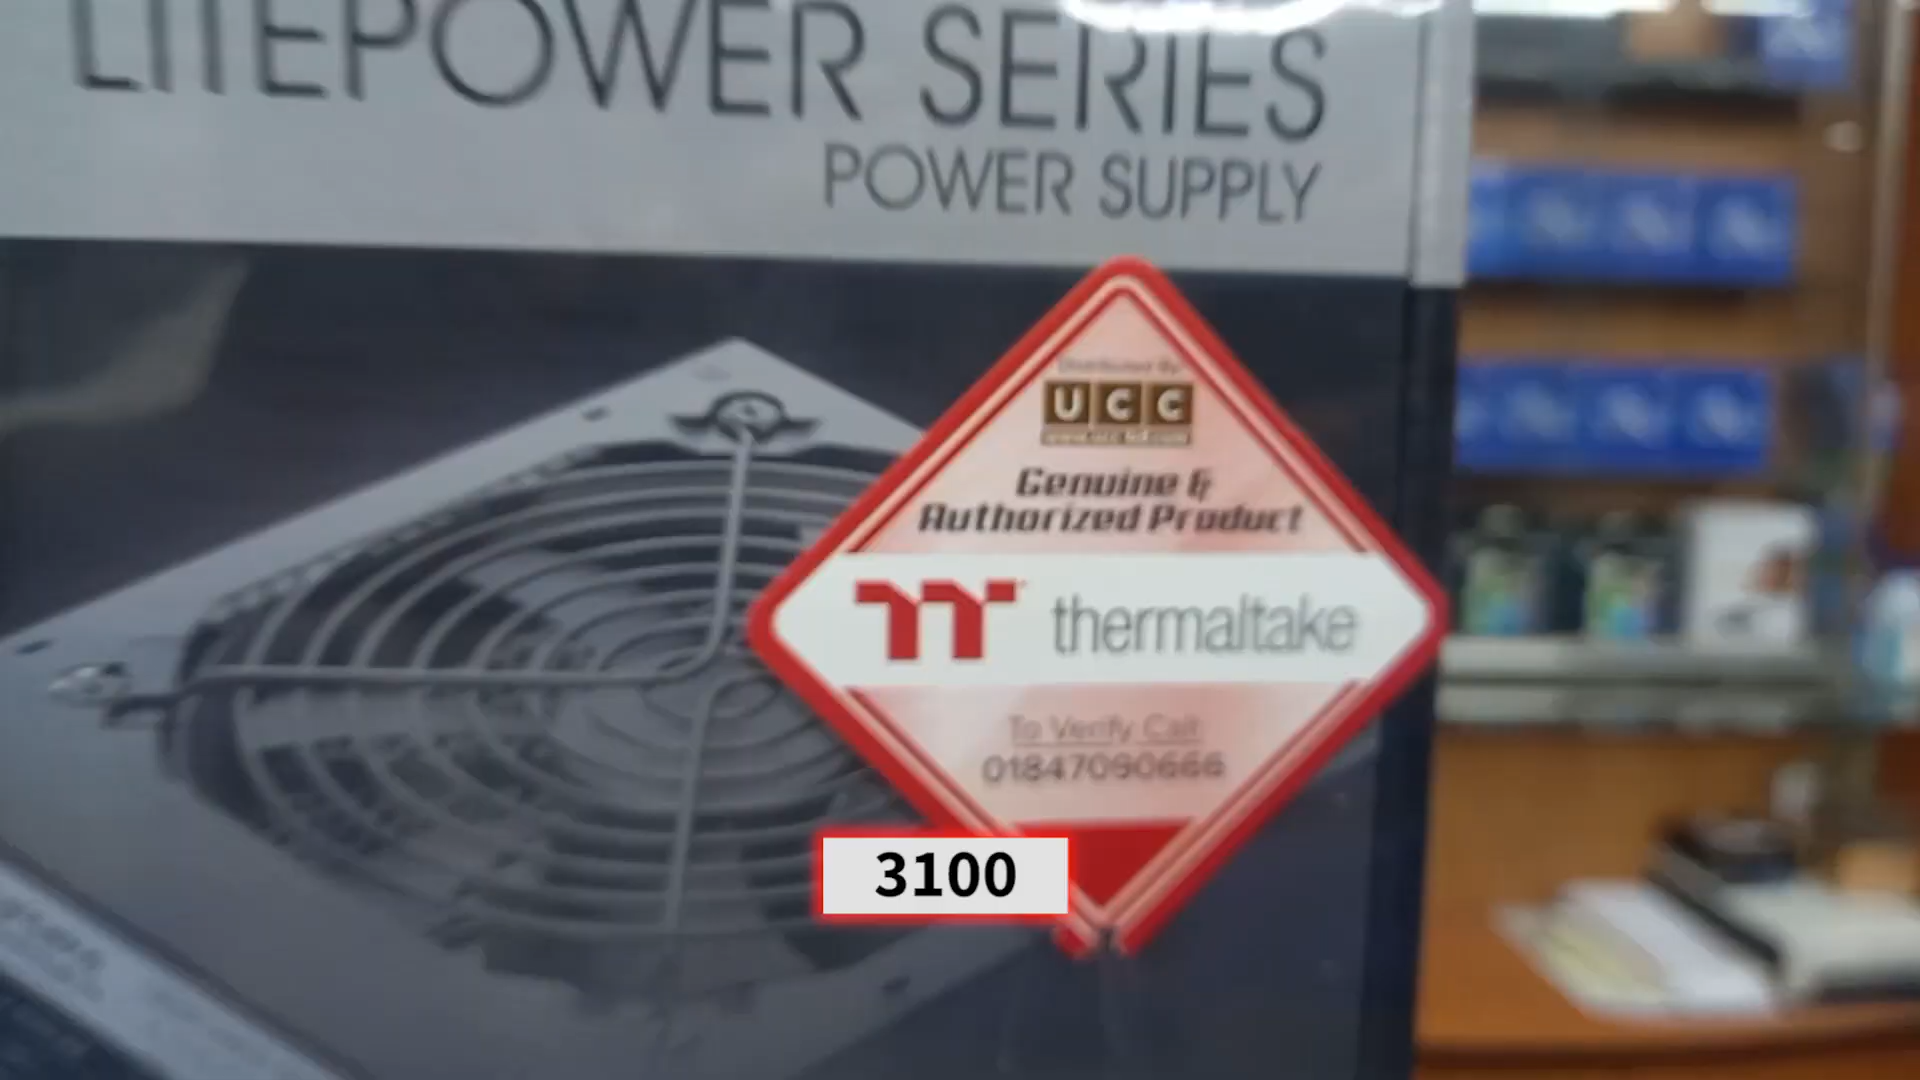 LITEPOWER SERIES
POWER SUPPLY
Distributed By
UCC
Genuine &
Authorized Product
thermaltake
To Verify Call
01847090666
3100